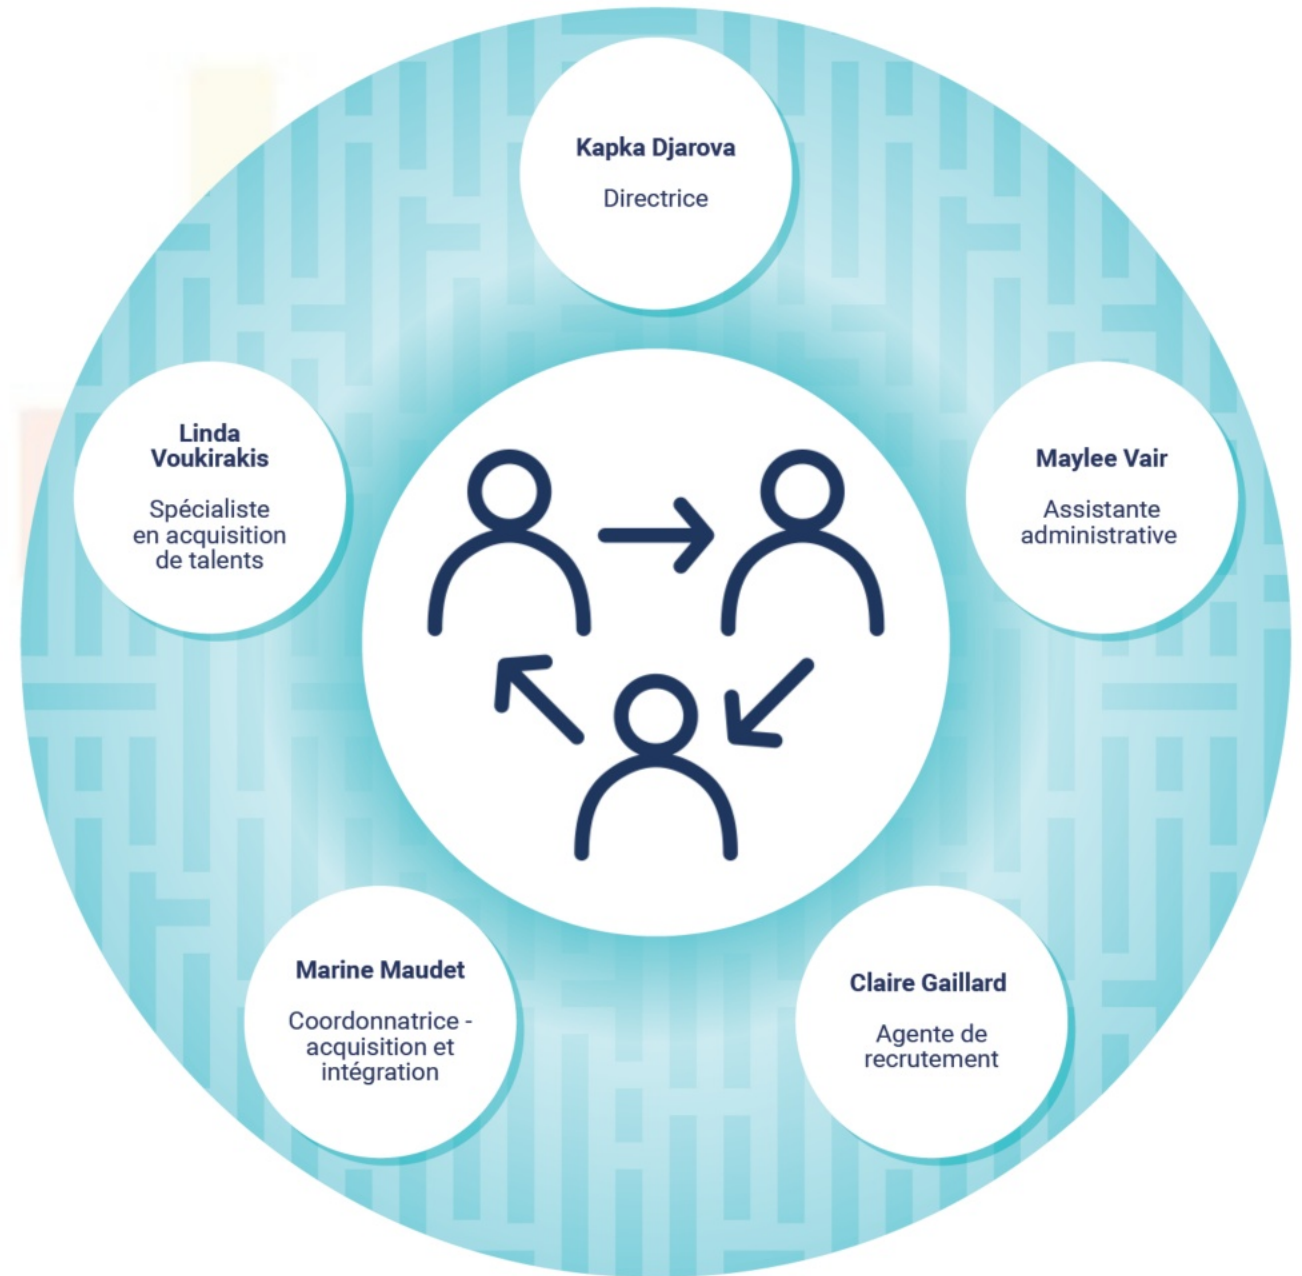 Kapka Djarova
Directrice
Linda
Voukirakis
Spécialiste
en acquisition
de talents
Maylee Vair
Assistante
administrative
Marine Maudet
Coordonnatrice -
acquisition et
intégration
Claire Gaillard
Agente de
recrutement